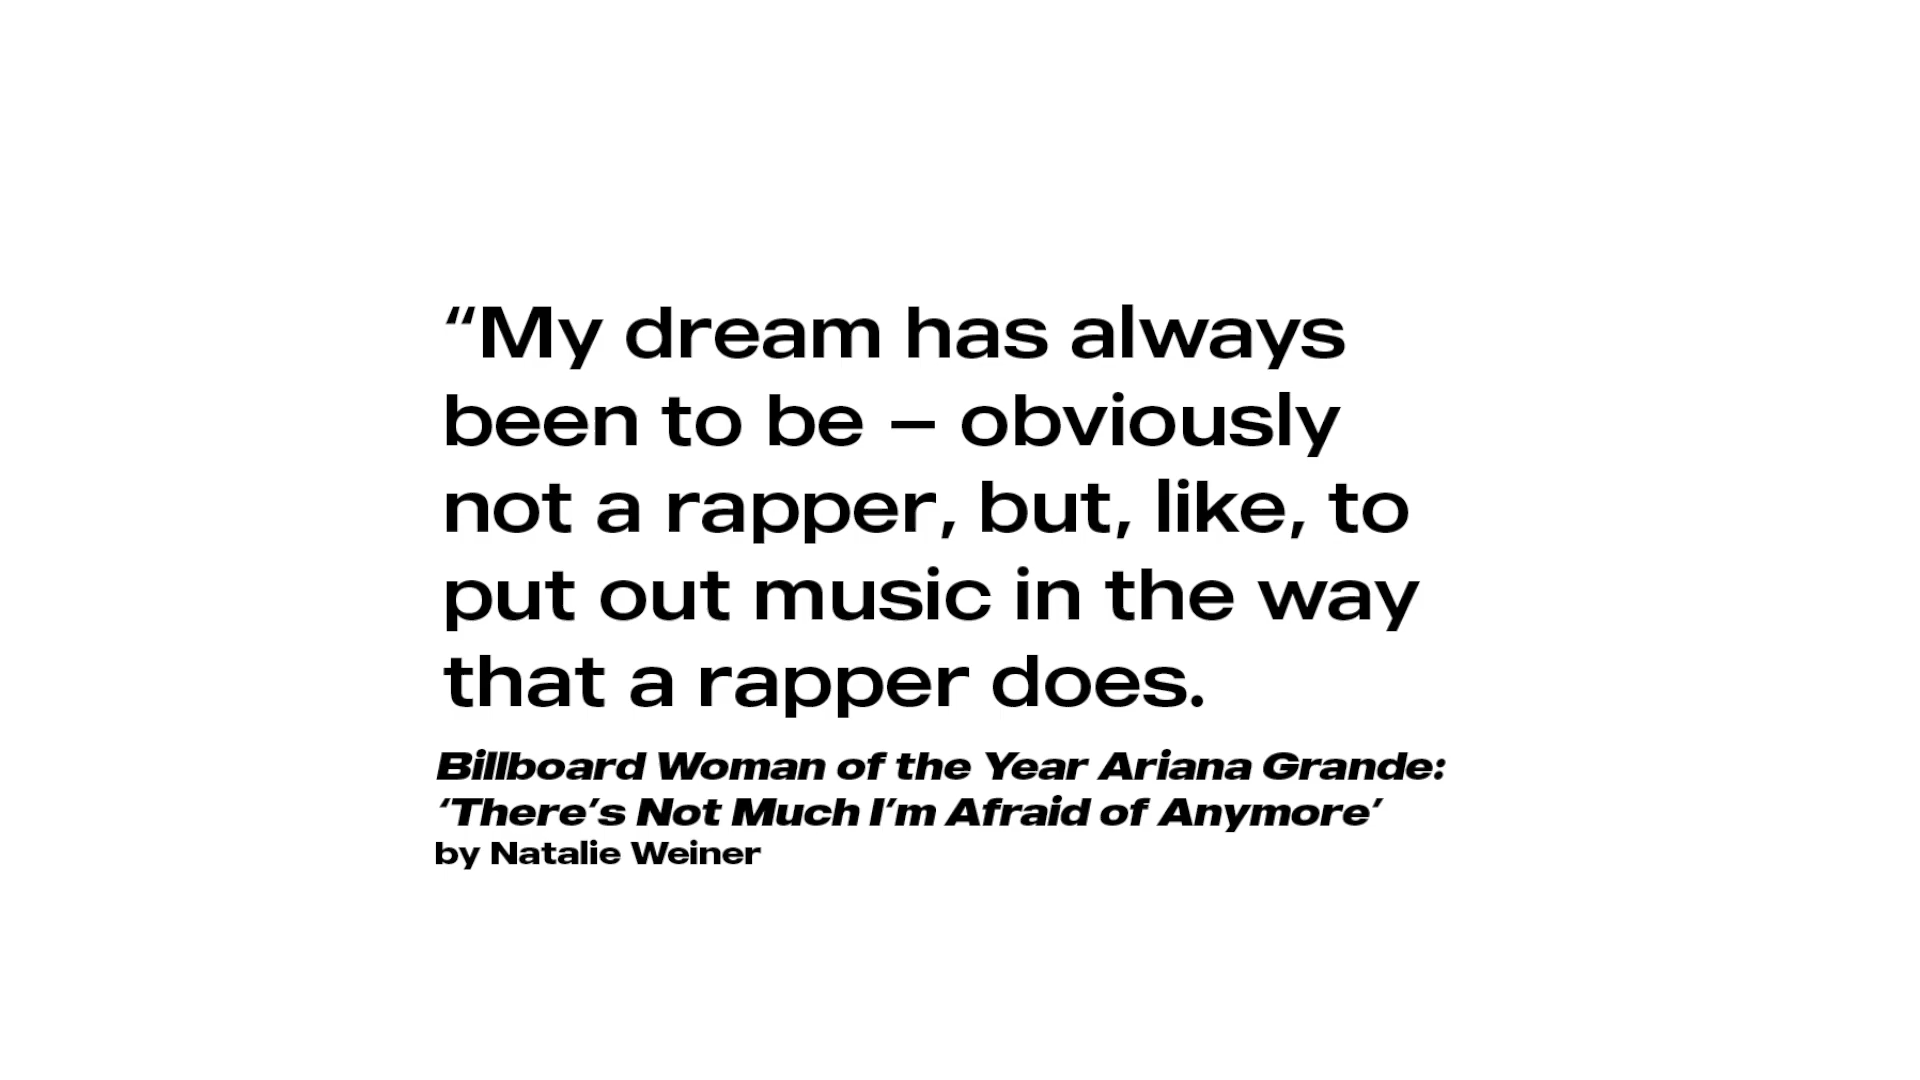 “My dream has always
been to be – obviously
not a rapper, but, like, to
put out music in the way
that a rapper does.
Billboard Woman of the Year Ariana Grande:
‘There’s Not Much I’m Afraid of Anymore’
by Natalie Weiner